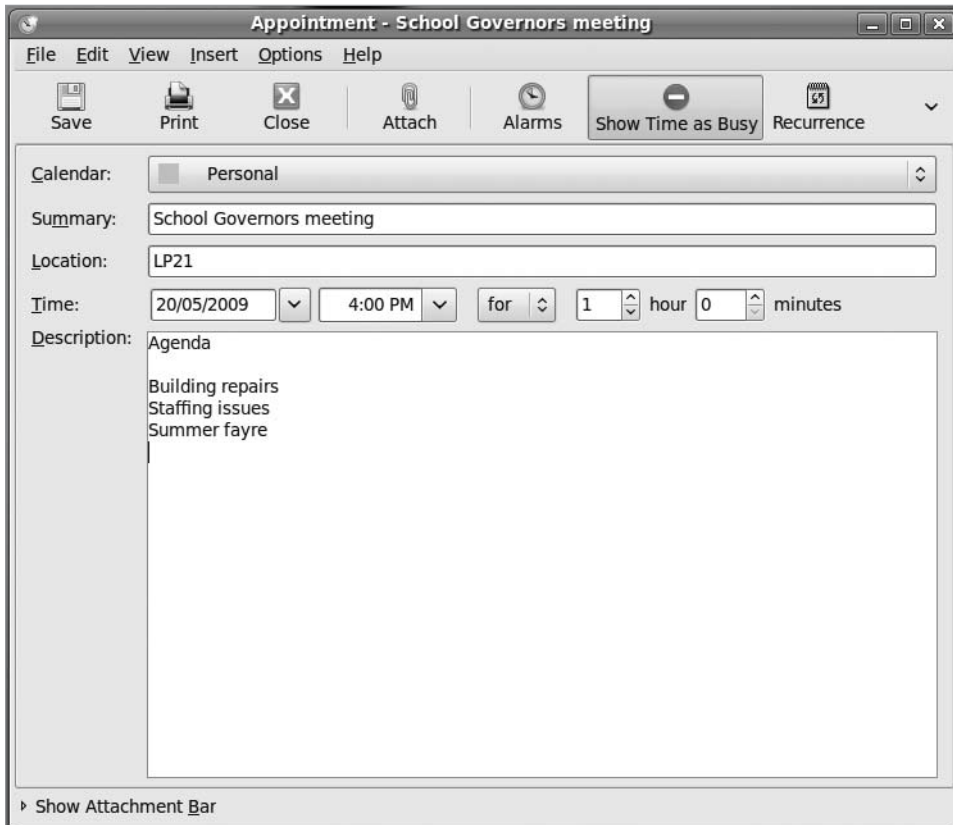 Appointment - School Governors meeting
File Edit View Insert Options Help
Save Print Close Attach Alarms Show Time as Busy Recurrence
Calendar: Personal
Summary: School Governors meeting
Location: LP21
Time: 20/05/2009 4:00 PM for 1 hour 0 minutes
Description: Agenda
Building repairs
Staffing issues
Summer fayre
Show Attachment Bar